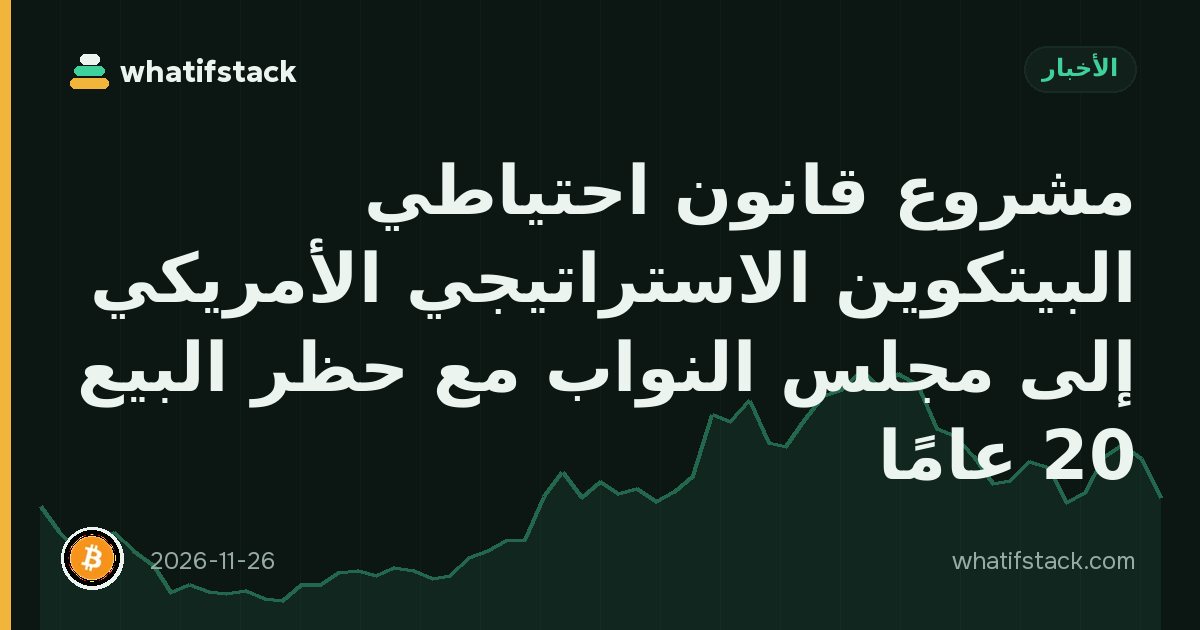 whatifstack
الأخبار
مشروع قانون احتياطي
البيتكوين الاستراتيجي الأمريكي
إلى مجلس النواب مع حظر البيع
20 عامًا
2026-11-26
whatifstack.com